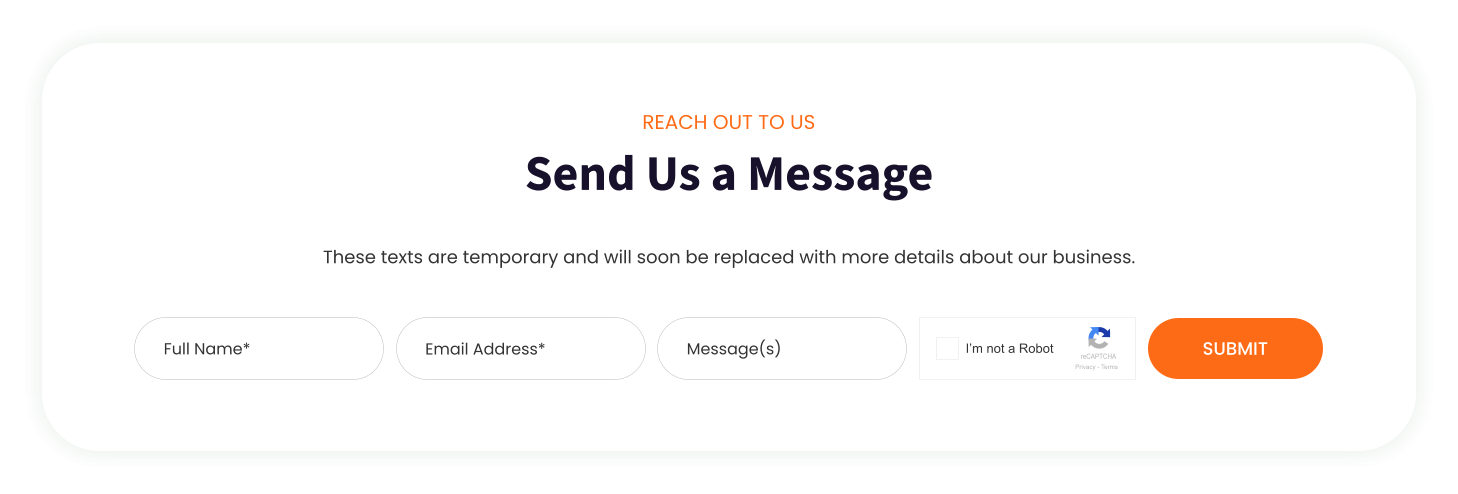 REACH OUT TO US
Send Us a Message
These texts are temporary and will soon be replaced with more details about our business.
Full Name*
Email Address*
Message(s)
I'm not a Robot
reCAPTCHA
Privacy - Terms
SUBMIT